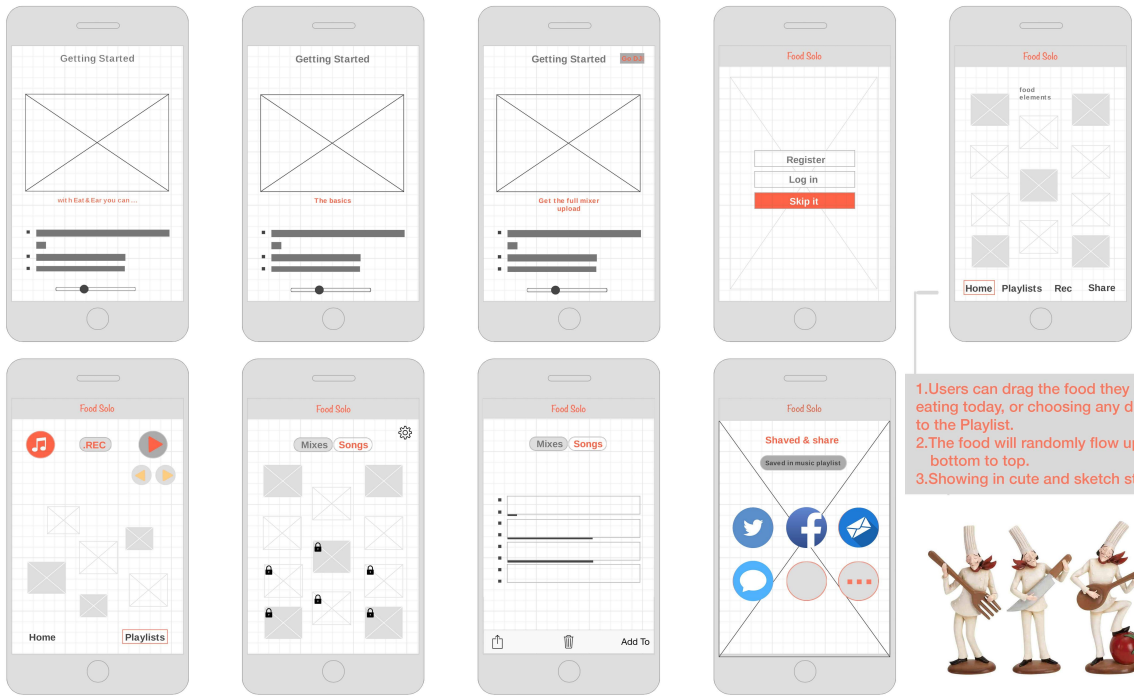 Getting Started
with Eat & Ear you can ...
Getting Started
The basics
Getting Started
Go DJ
Get the full mixer
upload
Food Solo
Register
Log in
Skip it
Food Solo
food
elements
Home Playlists Rec Share
Food Solo
.REC
Home Playlists
Food Solo
Mixes Songs
Food Solo
Mixes Songs
Add To
Food Solo
Shaved & share
Saved in music playlist
1.Users can drag the food they
eating today, or choosing any
to the Playlist.
2.The food will randomly flow
bottom to top.
3.Showing in cute and sketch